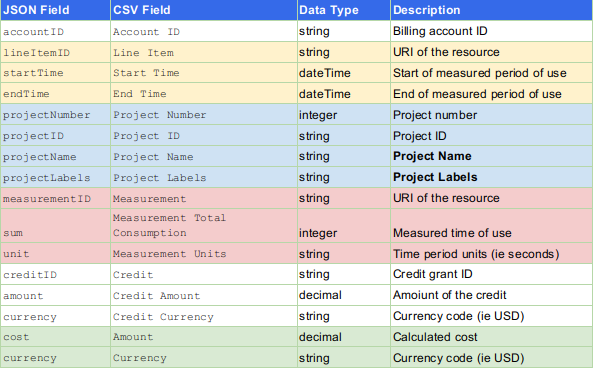 JSON Field CSV Field Data Type Description
accountID Account ID string Billing account ID
lineItemID Line Item string URI of the resource
startTime Start Time dateTime Start of measured period of use
endTime End Time dateTime End of measured period of use
projectNumber Project Number integer Project number
projectID Project ID string Project ID
projectName Project Name string Project Name
projectLabels Project Labels string Project Labels
measurementID Measurement string URI of the resource
Measurement Total
sum Consumption integer Measured time of use
unit Measurement Units string Time period units (ie seconds)
creditID Credit string Credit grant ID
amount Credit Amount decimal Amoiunt of the credit
currency Credit Currency string Currency code (ie USD)
cost Amount decimal Calculated cost
currency Currency string Currency code (ie USD)